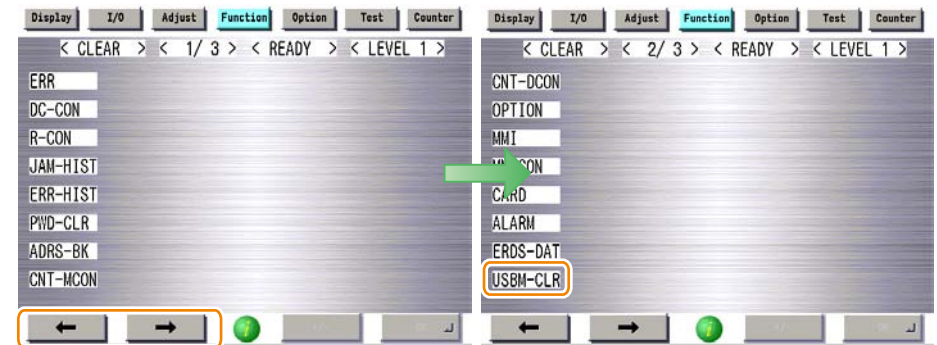 Display I/O Adjust Function Option Test Counter
< CLEAR > < 1/ 3 > < READY > < LEVEL 1 >
ERR
DC-CON
R-CON
JAM-HIST
ERR-HIST
PWD-CLR
ADRS-BK
CNT-MCON
← →
Display I/O Adjust Function Option Test Counter
< CLEAR > < 2/ 3 > < READY > < LEVEL 1 >
CNT-DCON
OPTION
MMI
CARD
ALARM
ERDS-DAT
USBM-CLR
← →